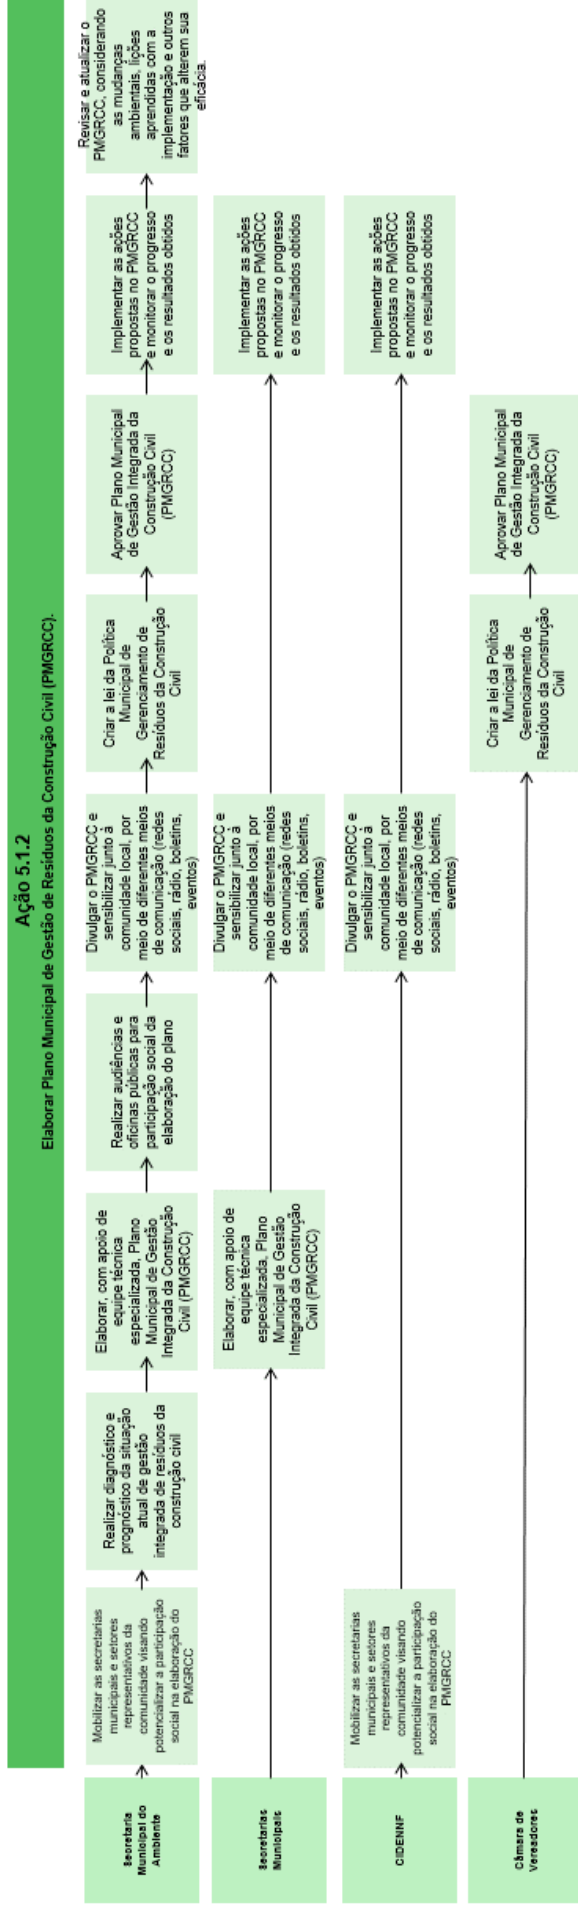 Ação 5.1.2
Elaborar Plano Municipal de Gestão de Resíduos da Construção Civil (PMGRCC).
Secretaria
Municipal do
Ambiente
Mobilizar as secretarias
municipais e setores
representativos da
comunidade visando
potencializar a participação
social na elaboração do
PMGRCC
Realizar diagnóstico e
prognóstico da situação
atual de gestão
integrada de resíduos da
construção civil
Elaborar, com apoio de
equipe técnica
especializada, Plano
Municipal de Gestão
Integrada da Construção
Civil (PMGRCC)
Realizar audiências e
oficinas públicas para
participação social da
elaboração do plano
Divulgar o PMGRCC e
sensibilizar junto à
comunidade local, por
meio de diferentes meios
de comunicação (redes
sociais, rádio, boletins,
eventos)
Criar a lei da Política
Municipal de
Gerenciamento de
Resíduos da Construção
Civil
Aprovar Plano Municipal
de Gestão Integrada da
Construção Civil
(PMGRCC)
Implementar as ações
propostas no PMGRCC
e monitorar o progresso
e os resultados obtidos
Revisar e atualizar o
PMGRCC, considerando
as mudanças
ambientais, lições
aprendidas com a
implementação e outros
fatores que alterem sua
eficácia.
Secretarias
Municipais
Elaborar, com apoio de
equipe técnica
especializada, Plano
Municipal de Gestão
Integrada da Construção
Civil (PMGRCC)
Divulgar o PMGRCC e
sensibilizar junto à
comunidade local, por
meio de diferentes meios
de comunicação (redes
sociais, rádio, boletins,
eventos)
Implementar as ações
propostas no PMGRCC
e monitorar o progresso
e os resultados obtidos
CIDENNF
Mobilizar as secretarias
municipais e setores
representativos da
comunidade visando
potencializar a participação
social na elaboração do
PMGRCC
Divulgar o PMGRCC e
sensibilizar junto à
comunidade local, por
meio de diferentes meios
de comunicação (redes
sociais, rádio, boletins,
eventos)
Implementar as ações
propostas no PMGRCC
e monitorar o progresso
e os resultados obtidos
Câmara de
Vereadores
Criar a lei da Política
Municipal de
Gerenciamento de
Resíduos da Construção
Civil
Aprovar Plano Municipal
de Gestão Integrada da
Construção Civil
(PMGRCC)